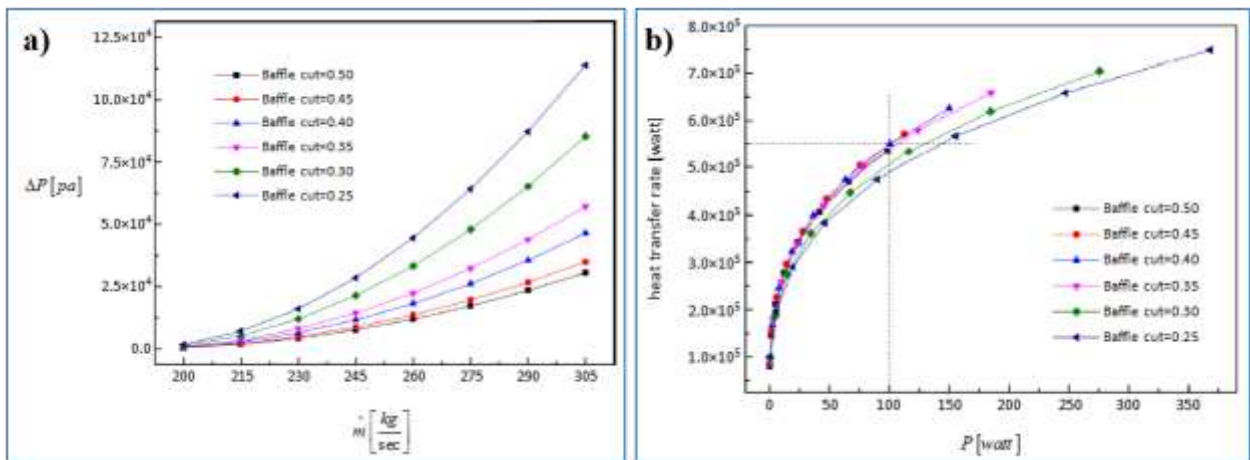 a)
12.5×10⁴
10.0×10⁴
7.5×10⁴
5.0×10⁴
2.5×10⁴
0.0
ΔP[pa]
Baffle cut=0.50
Baffle cut=0.45
Baffle cut=0.40
Baffle cut=0.35
Baffle cut=0.30
Baffle cut=0.25
200 215 230 245 260 275 290 305
ṁ[kg/sec]
b)
8.0×10⁵
7.0×10⁵
6.0×10⁵
5.0×10⁵
4.0×10⁵
3.0×10⁵
2.0×10⁵
1.0×10⁵
heat transfer rate [watt]
Baffle cut=0.50
Baffle cut=0.45
Baffle cut=0.40
Baffle cut=0.35
Baffle cut=0.30
Baffle cut=0.25
0 50 100 150 200 250 300 350
P[watt]